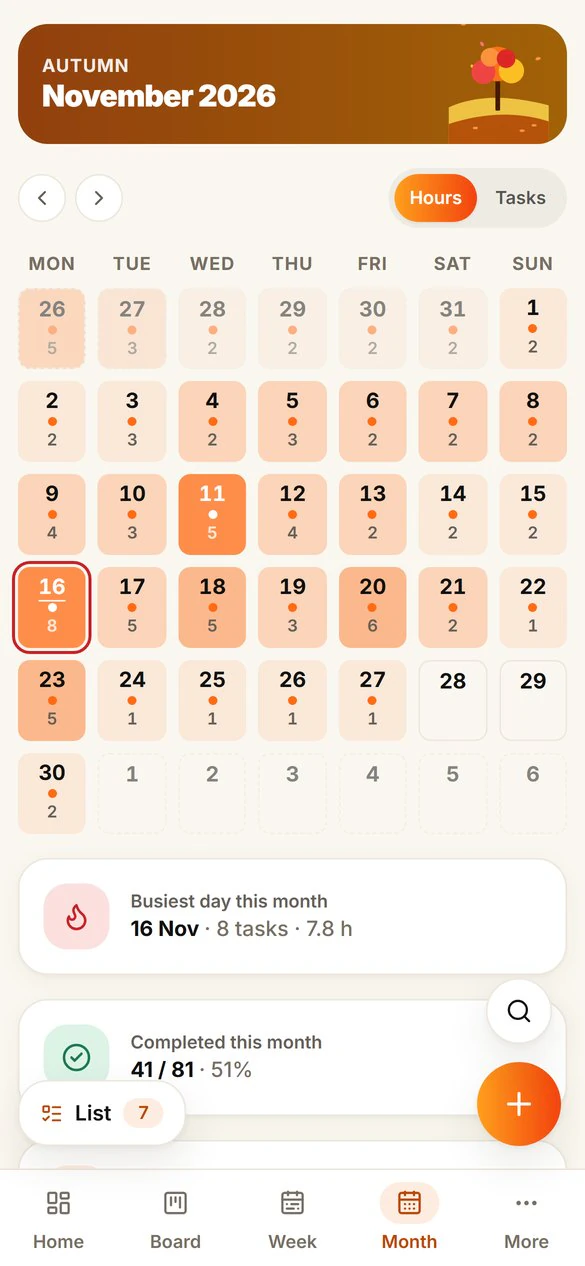 AUTUMN
November 2026
Hours Tasks
MON TUE WED THU FRI SAT SUN
26 27 28 29 30 31 1
5 3 2 2 2 2 2
2 3 4 5 6 7 8
2 3 2 3 2 2 2
9 10 11 12 13 14 15
4 3 5 4 2 2 2
16 17 18 19 20 21 22
8 5 5 3 6 2 1
23 24 25 26 27 28 29
5 1 1 1 1
30 1 2 3 4 5 6
2
Busiest day this month
16 Nov · 8 tasks · 7.8 h
Completed this month
41 / 81 · 51%
List 7
Home Board Week Month More